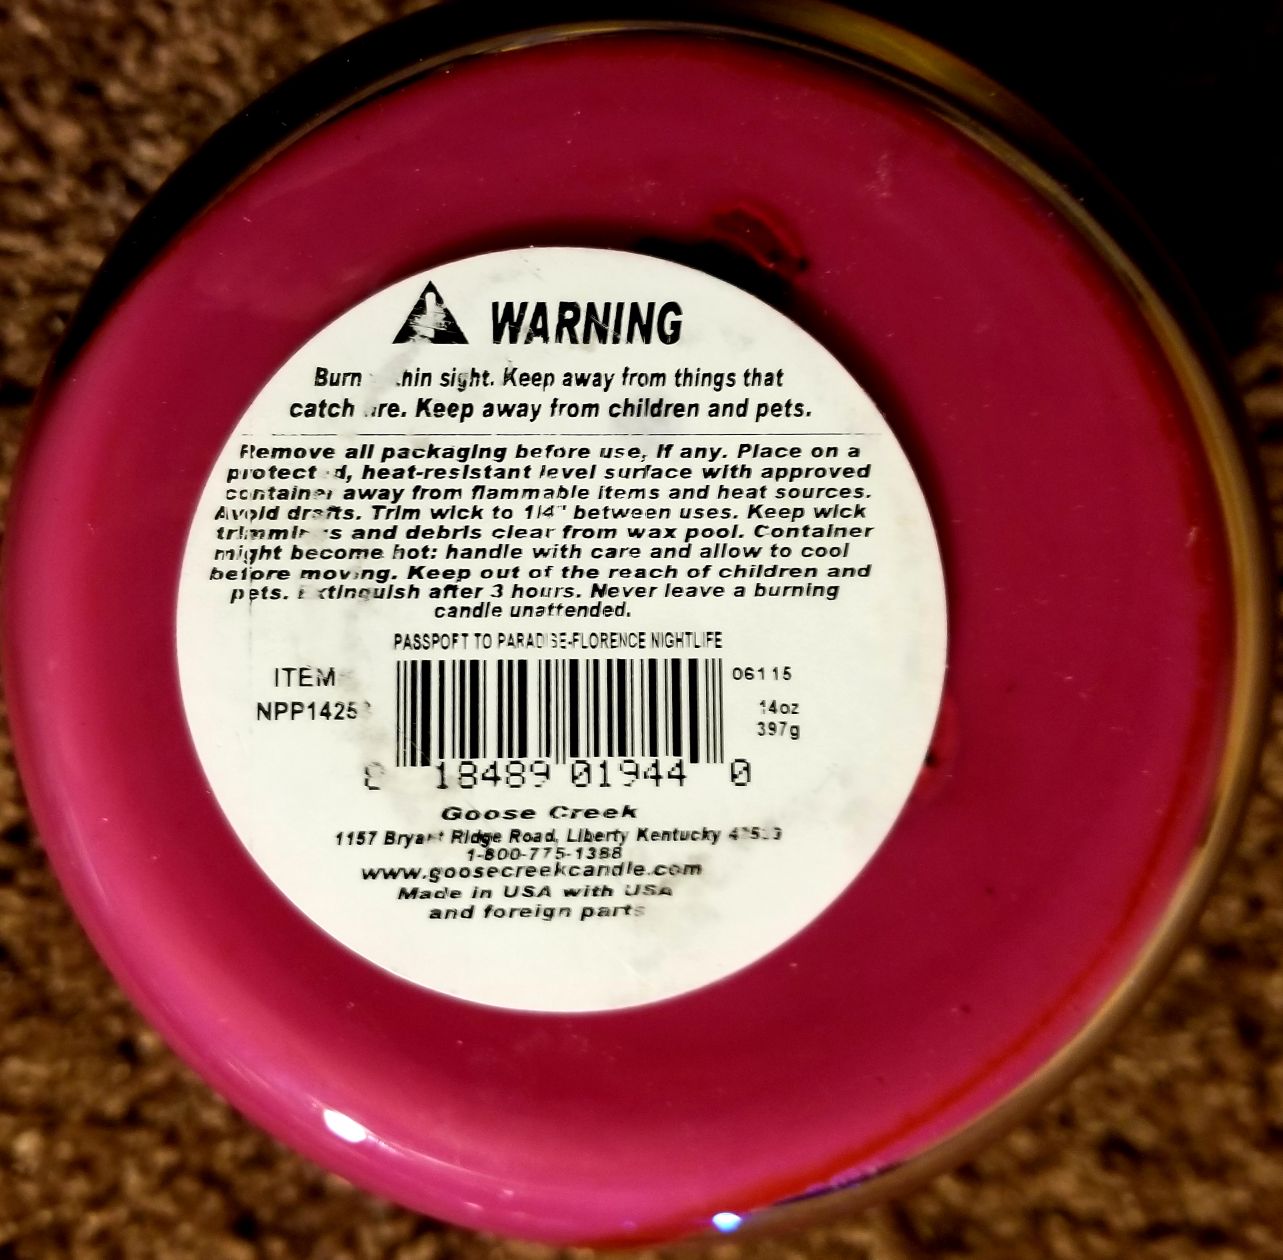 WARNING
Burn sight. Keep away from things that
catch Keep away from children and pets.
Remove all packaging before use, if any. Place on a
heat-resistant level surface with approved
container away from flammable items and heat sources.
Avoid drafts. Trim wick to 1/4" between uses. Keep wick
and debris clear from wax pool. Container
might become hot: handle with care and allow to cool
before moving. Keep out of the reach of children and
pets. Extinguish after 3 hours. Never leave a burning
candle unattended.
PASSPORT TO PARADISE-FLORENCE NIGHTLIFE
ITEM
06115
14oz
397g
8 18489 01944 0
Goose Creek
1157 Bryant Ridge Road, Liberty Kentucky
1-800-775-1388
www.goosecreekcandle.com
Made in USA with USA
and foreign parts